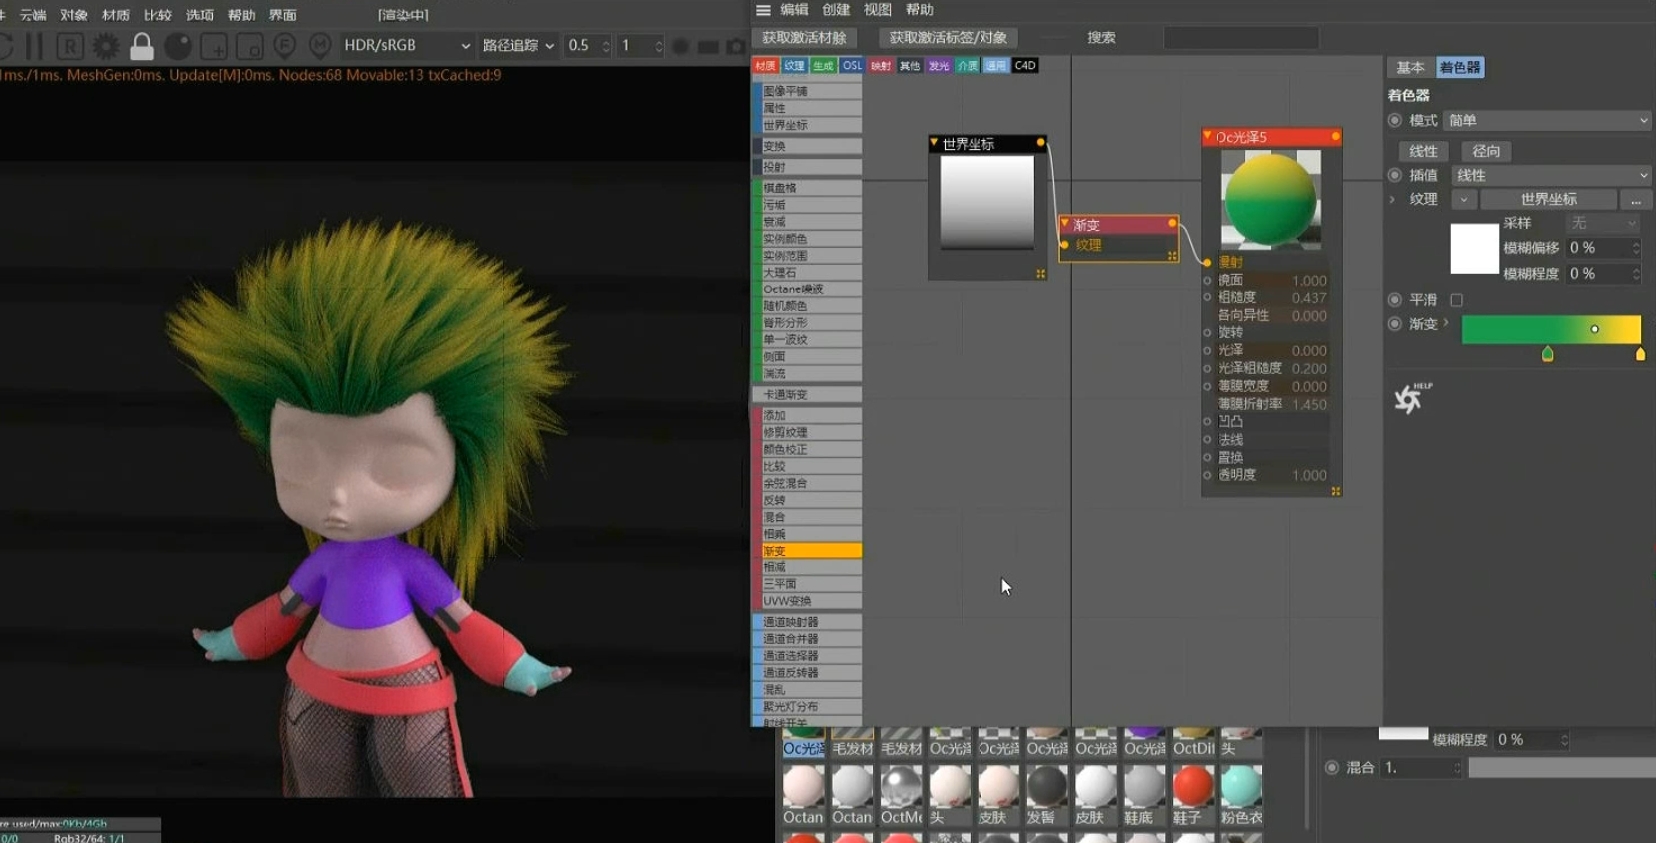 云端 对象 材质 比较 选项 帮助 界面 [渲染中]
HDR/sRGB 路径追踪 0.5 1
1ms./1ms. MeshGen:0ms. Update[M]:0ms. Nodes:68 Movable:13 txCached:9
编辑 创建 视图 帮助
获取激活材除 获取激活标签/对象 搜索
材质 纹理 生成 OSL 映射 其他 发光 介质 通用 C4D
图像平铺
属性
世界坐标
变换
投射
棋盘格
污垢
衰减
实例颜色
实例范围
大理石
Octane噪波
随机颜色
脊形分形
单一波纹
侧面
湍流
卡通渐变
添加
修剪纹理
颜色校正
比较
余弦混合
反转
混合
相乘
渐变
相减
三平面
UVW变换
通道映射器
通道合并器
通道选择器
通道反转器
混乱
聚光灯分布
射线开关
世界坐标
渐变
纹理
Oc光泽5
漫射
镜面 1.000
粗糙度 0.437
各向异性 0.000
旋转
光泽 0.000
光泽粗糙度 0.200
薄膜宽度 0.000
薄膜折射率 1.450
凹凸
法线
置换
透明度 1.000
基本 着色器
着色器
模式 简单
线性 径向
插值 线性
纹理 世界坐标 ...
采样 无
模糊偏移 0 %
模糊程度 0 %
平滑
渐变
HELP
Oc光泽 毛发材 毛发材 Oc光泽 Oc光泽 Oc光泽 Oc光泽 Oc光泽 OctDif 头
Octan Octan OctMe 头 皮肤 发髻 皮肤 鞋底 鞋子 粉色衣
模糊程度 0 %
混合 1.
re used/max:0Kb/4Gb
0/0 Rgb32/64: 1/1